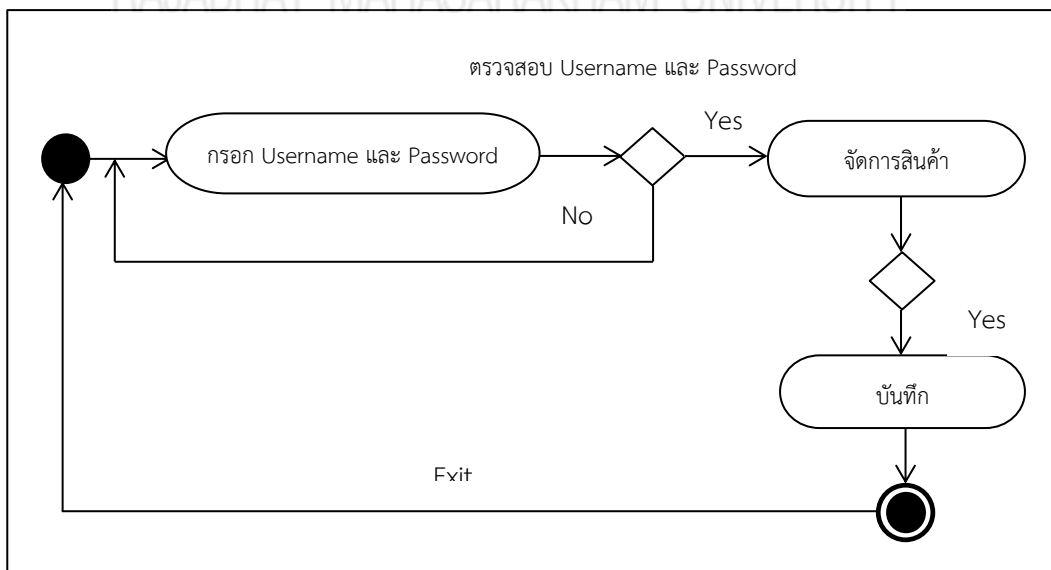 ตรวจสอบ Username และ Password
กรอก Username และ Password
Yes
จัดการสินค้า
No
Yes
บันทึก
Exit